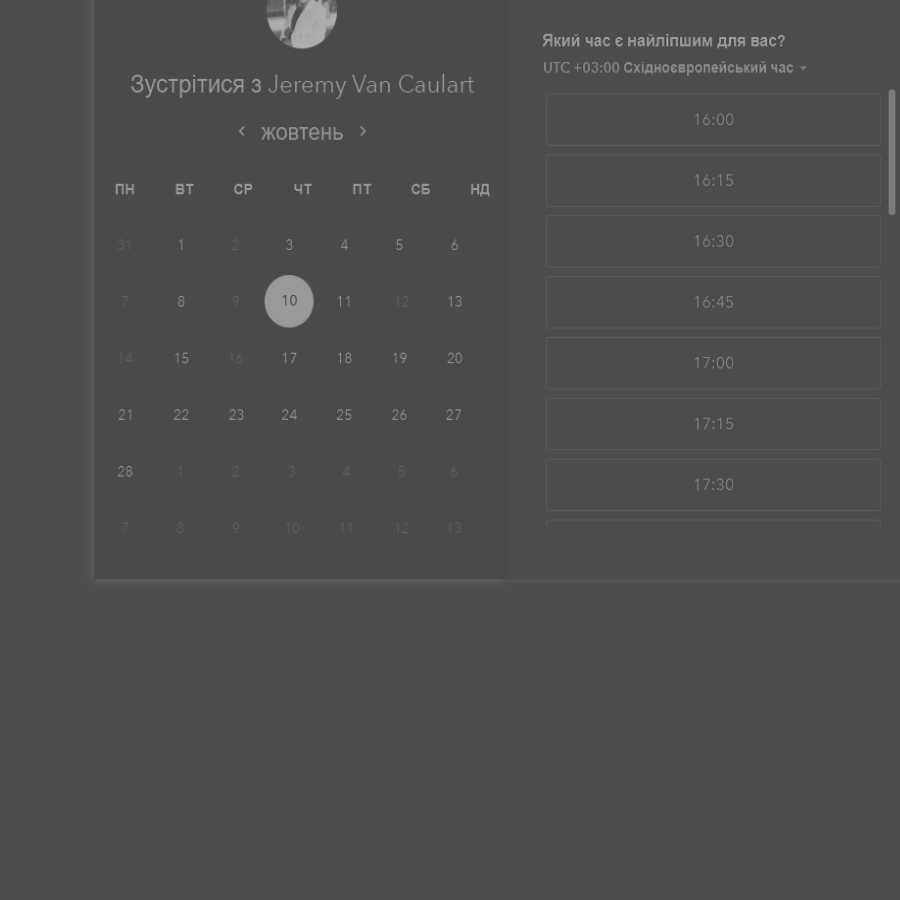 Зустрітися з Jeremy Van Caulart
жовтень
ПН ВТ СР ЧТ ПТ СБ НД
31 1 2 3 4 5 6
7 8 9 10 11 12 13
14 15 16 17 18 19 20
21 22 23 24 25 26 27
28 1 2 3 4 5 6
7 8 9 10 11 12 13
Який час є найліпшим для вас?
UTC +03:00 Східноєвропейський час
16:00
16:15
16:30
16:45
17:00
17:15
17:30